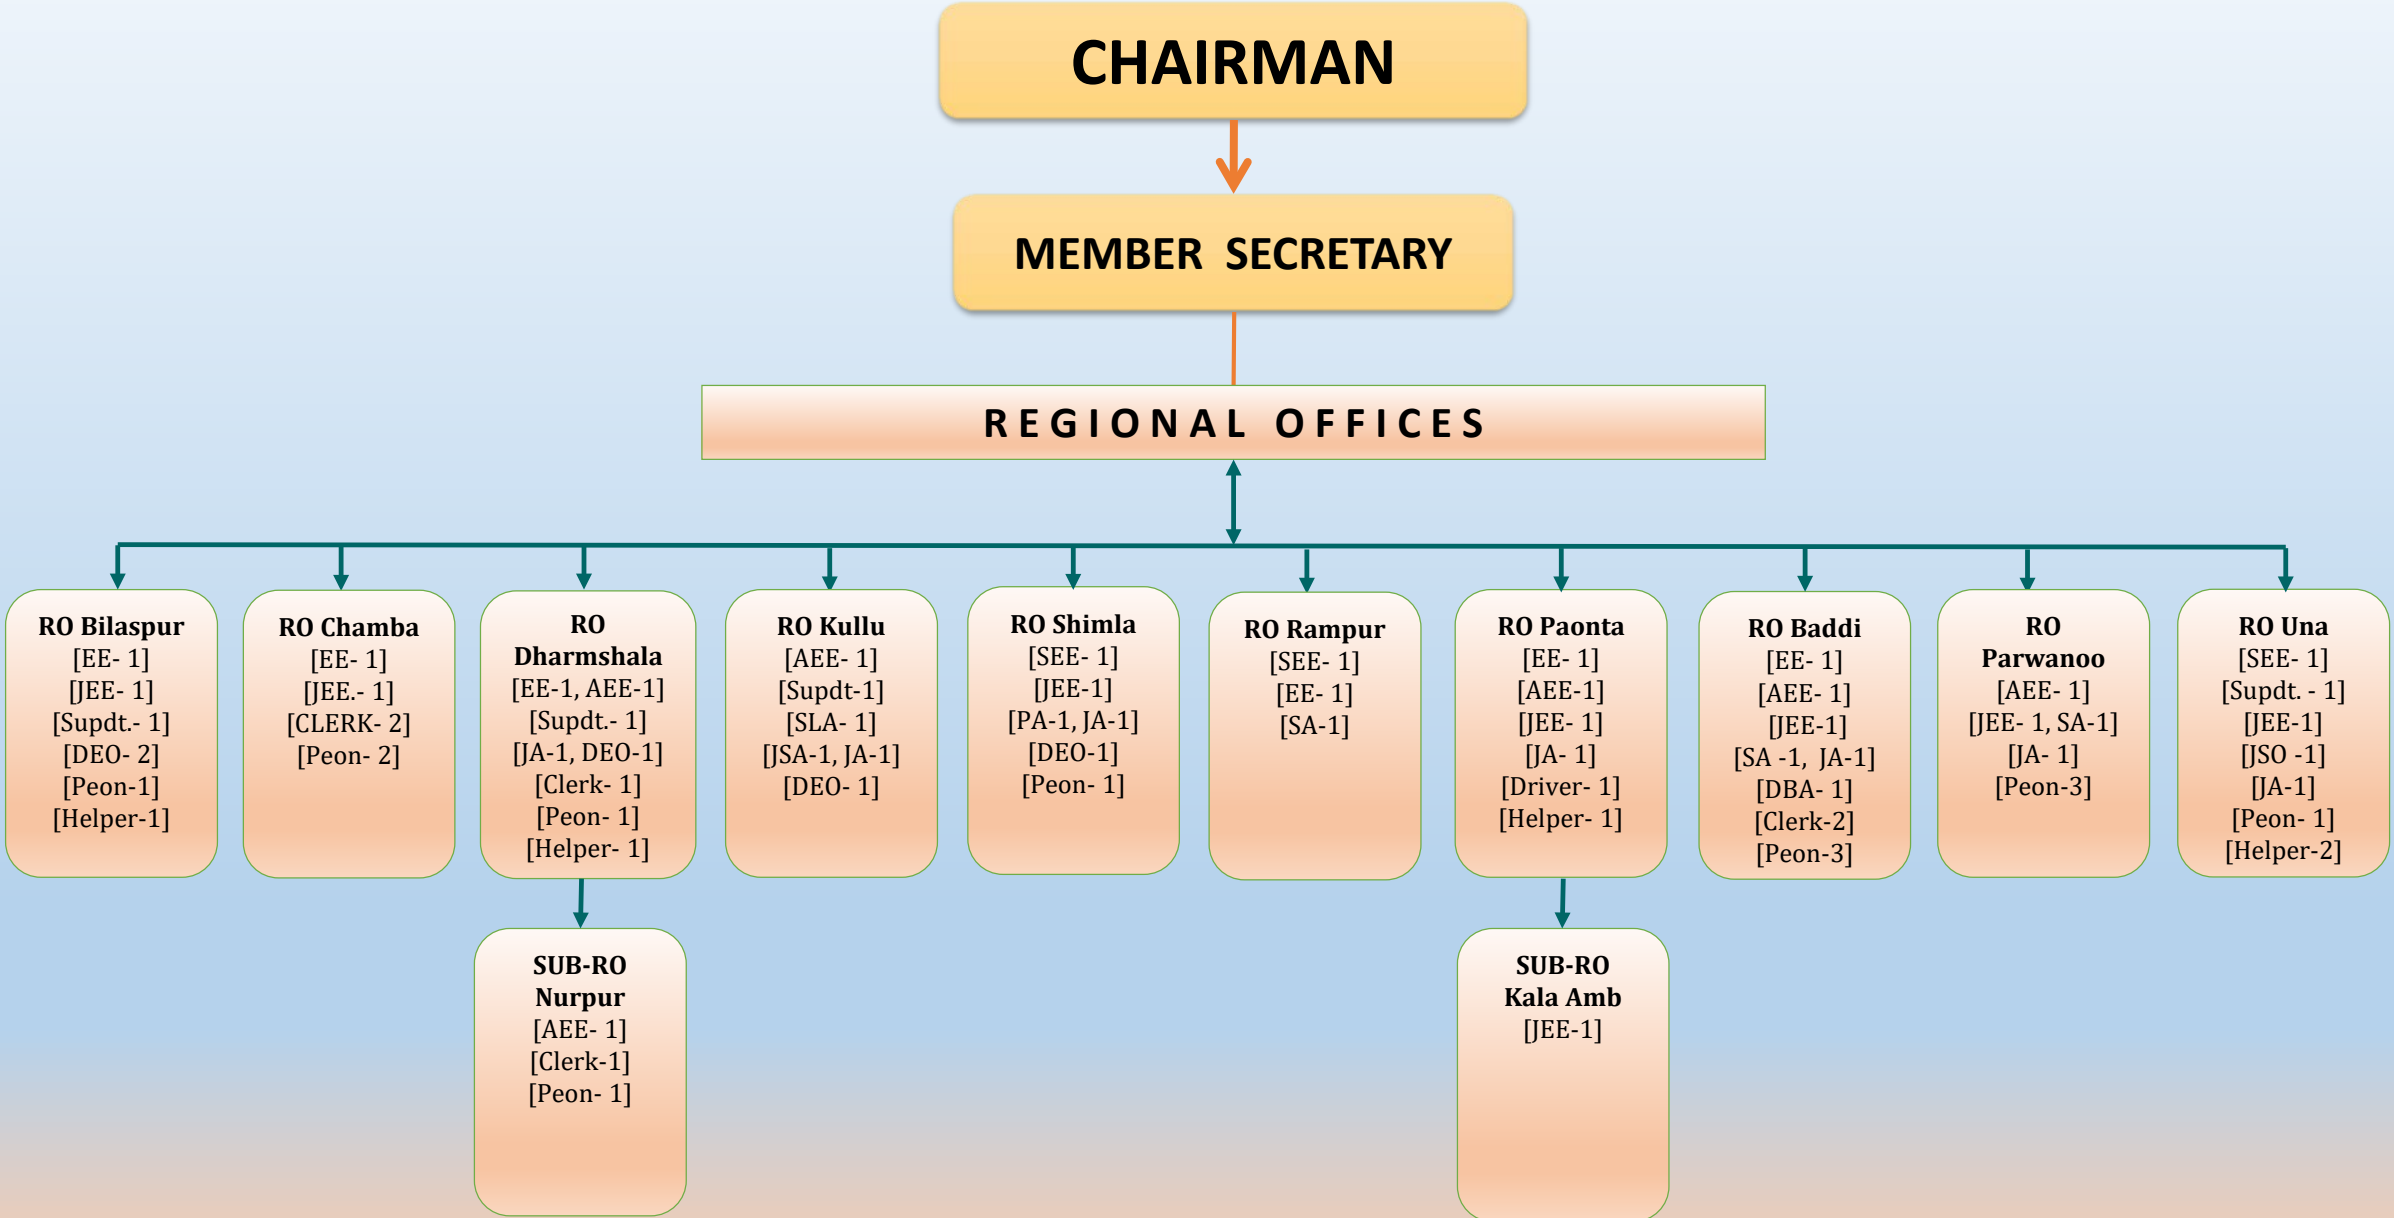 CHAIRMAN
MEMBER SECRETARY
REGIONAL OFFICES
RO Bilaspur
[EE- 1]
[JEE- 1]
[Supdt.- 1]
[DEO- 2]
[Peon-1]
[Helper-1]
RO Chamba
[EE- 1]
[JEE.- 1]
[CLERK- 2]
[Peon- 2]
RO
Dharmshala
[EE-1, AEE-1]
[Supdt.- 1]
[JA-1, DEO-1]
[Clerk- 1]
[Peon- 1]
[Helper- 1]
RO Kullu
[AEE- 1]
[Supdt-1]
[SLA- 1]
[JSA-1, JA-1]
[DEO- 1]
RO Shimla
[SEE- 1]
[JEE-1]
[PA-1, JA-1]
[DEO-1]
[Peon- 1]
RO Rampur
[SEE- 1]
[EE- 1]
[SA-1]
RO Paonta
[EE- 1]
[AEE-1]
[JEE- 1]
[JA- 1]
[Driver- 1]
[Helper- 1]
RO Baddi
[EE- 1]
[AEE- 1]
[JEE-1]
[SA -1, JA-1]
[DBA- 1]
[Clerk-2]
[Peon-3]
RO
Parwanoo
[AEE- 1]
[JEE- 1, SA-1]
[JA- 1]
[Peon-3]
RO Una
[SEE- 1]
[Supdt. - 1]
[JEE-1]
[JSO -1]
[JA-1]
[Peon- 1]
[Helper-2]
SUB-RO
Nurpur
[AEE- 1]
[Clerk-1]
[Peon- 1]
SUB-RO
Kala Amb
[JEE-1]